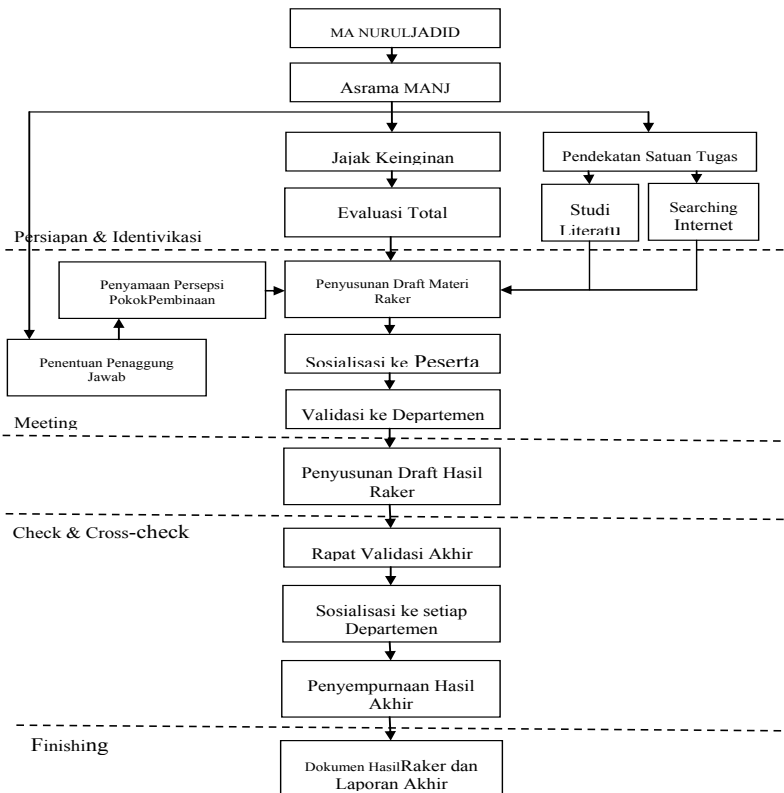 MA NURULJADID
Asrama MANJ
Jajak Keinginan
Pendekatan Satuan Tugas
Evaluasi Total
Studi
Literatu
Searching
Internet
Persiapan & Identivikasi
Penyamaan Persepsi
PokokPembinaan
Penyusunan Draft Materi
Raker
Penentuan Penaggung
Jawab
Sosialisasi ke Peserta
Validasi ke Departemen
Meeting
Penyusunan Draft Hasil
Raker
Check & Cross-check
Rapat Validasi Akhir
Sosialisasi ke setiap
Departemen
Penyempurnaan Hasil
Akhir
Finishing
Dokumen HasilRaker dan
Laporan Akhir